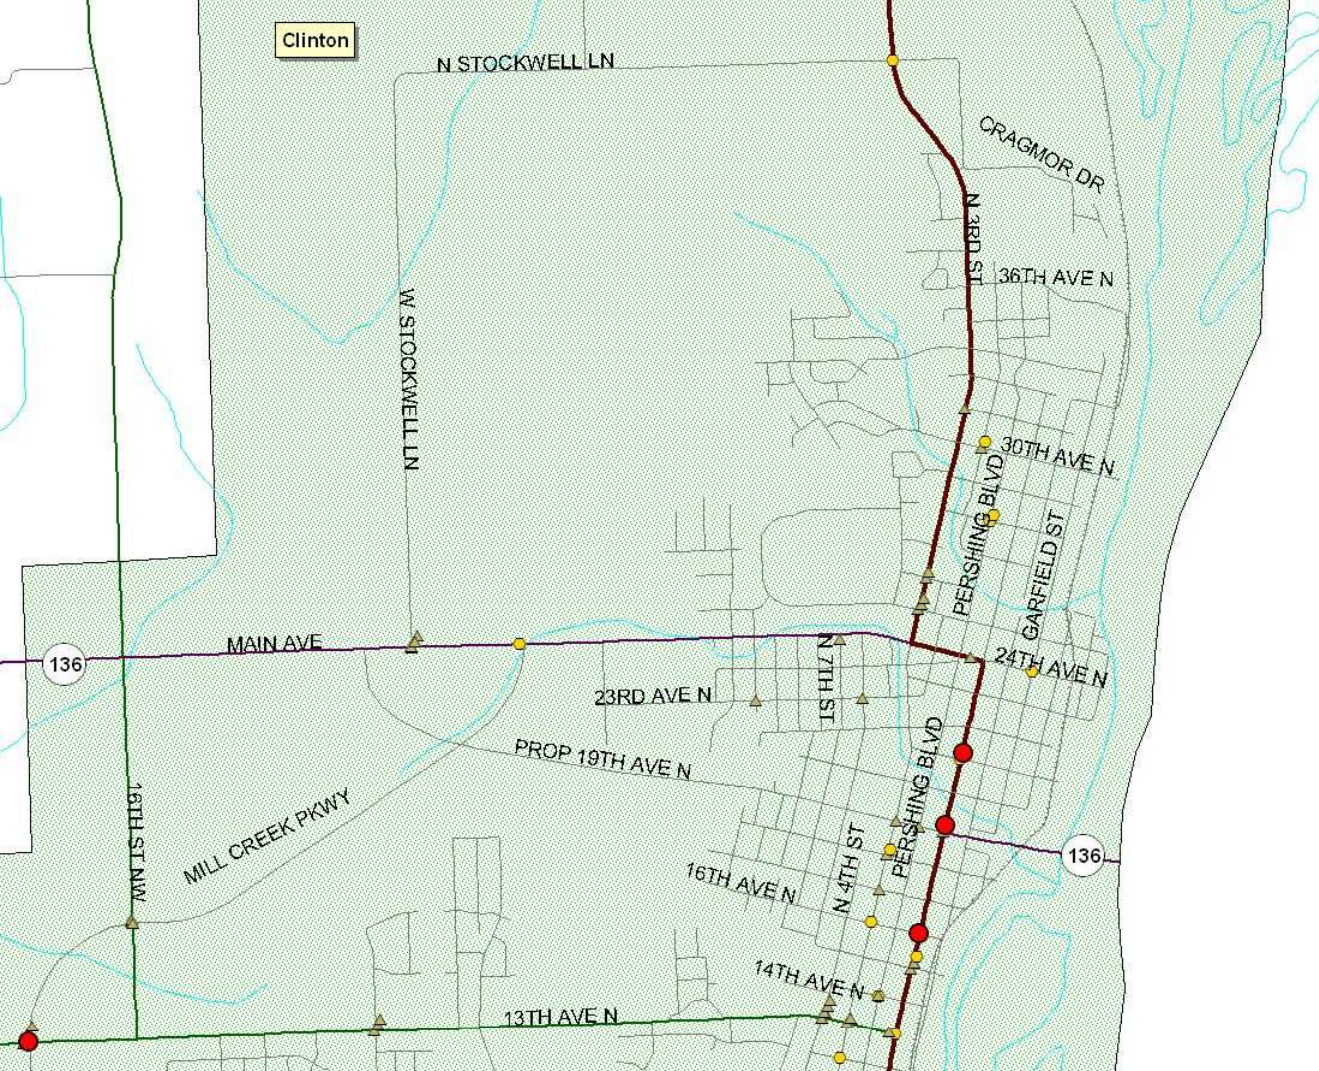 Clinton
N STOCKWELL LN
CRAGMOR DR
N 3RD ST
36TH AVE N
W STOCKWELL LN
30TH AVE N
PERSHING BLVD
GARFIELD ST
MAIN AVE
136
N 7TH ST
24TH AVE N
23RD AVE N
PROP 19TH AVE N
PERSHING BLVD
16TH ST NW
MILL CREEK PKWY
N 4TH ST
136
16TH AVE N
14TH AVE N
13TH AVE N